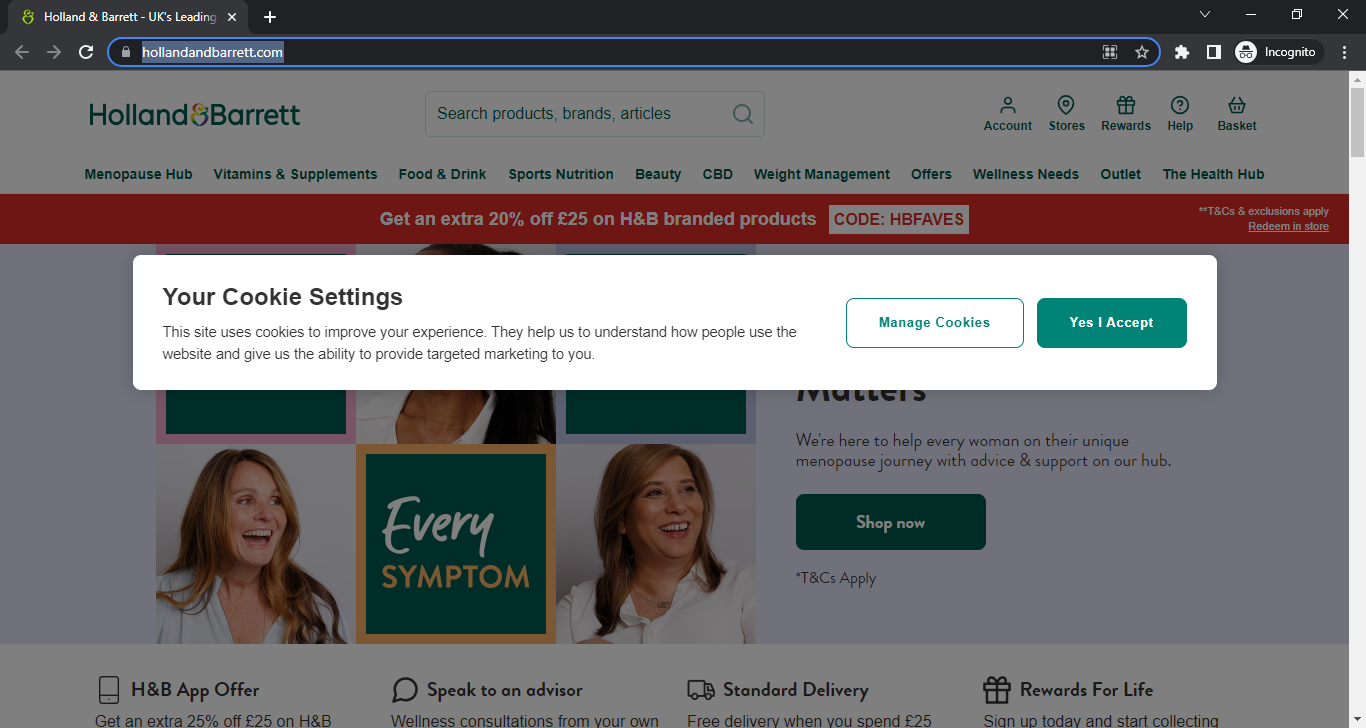 Holland & Barrett - UK's Leading
hollandandbarrett.com
Incognito
Holland&Barrett
Search products, brands, articles
Account
Stores
Rewards
Help
Basket
Menopause Hub
Vitamins & Supplements
Food & Drink
Sports Nutrition
Beauty
CBD
Weight Management
Offers
Wellness Needs
Outlet
The Health Hub
Get an extra 20% off £25 on H&B branded products
CODE: HBFAVES
**T&Cs & exclusions apply
Redeem in store
Your Cookie Settings
This site uses cookies to improve your experience. They help us to understand how people use the
website and give us the ability to provide targeted marketing to you.
Manage Cookies
Yes I Accept
Matters
We're here to help every woman on their unique
menopause journey with advice & support on our hub.
Every
SYMPTOM
Shop now
*T&Cs Apply
H&B App Offer
Get an extra 25% off £25 on H&B
Speak to an advisor
Wellness consultations from your own
Standard Delivery
Free delivery when you spend £25
Rewards For Life
Sign up today and start collecting